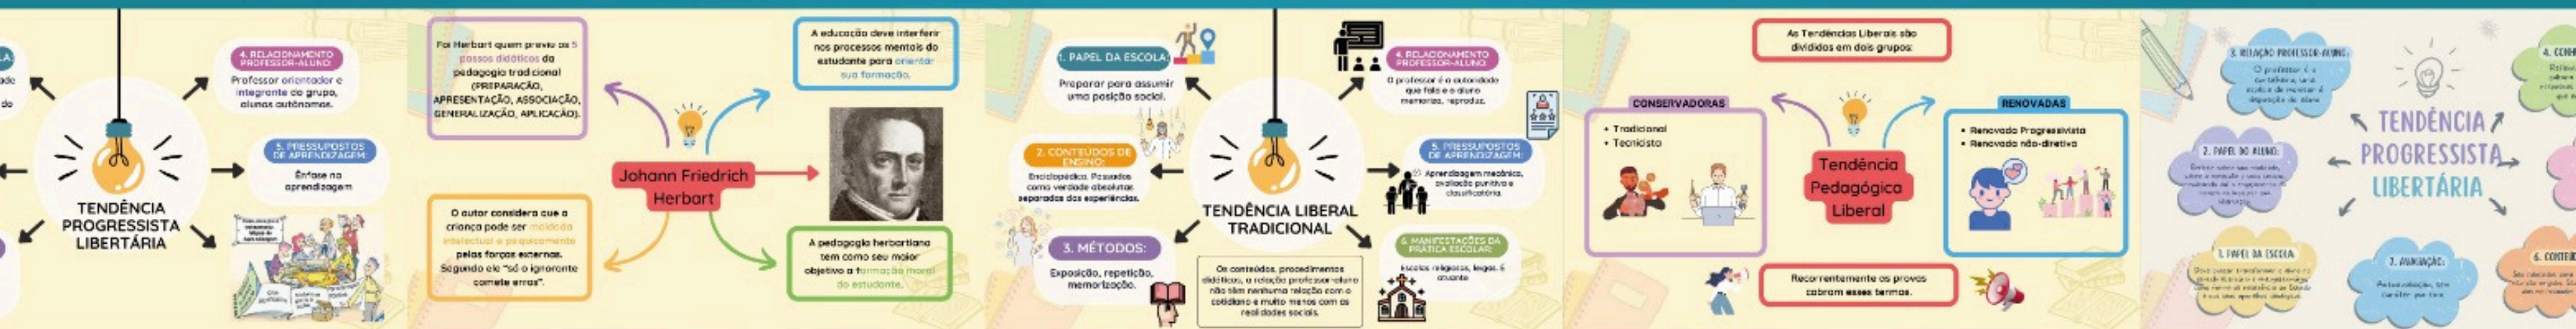 4. RELACIONAMENTO
PROFESSOR-ALUNO:
Professor orientador e
integrante do grupo,
alunos autônomos.
5. PRESSUPOSTOS
DE APRENDIZAGEM:
Ênfase na
aprendizagem
TENDÊNCIA
PROGRESSISTA
LIBERTÁRIA
Foi Herbart quem previu os 5
passos didáticos da
pedagogia tradicional
(PREPARAÇÃO,
APRESENTAÇÃO, ASSOCIAÇÃO,
GENERALIZAÇÃO, APLICAÇÃO).
A educação deve interferir
nos processos mentais do
estudante para orientar
sua formação.
Johann Friedrich
Herbart
O autor considera que a
criança pode ser moldada
intelectual e psiquicamente
pelas forças externas.
Segundo ele "só o ignorante
comete erros".
A pedagogia herbartiana
tem como seu maior
objetivo a formação moral
do estudante.
1. PAPEL DA ESCOLA:
Preparar para assumir
uma posição social.
2. CONTEÚDOS DE
ENSINO:
Enciclopédico. Passados
como verdade absolutas
separadas das experiências.
3. MÉTODOS:
Exposição, repetição,
memorização.
TENDÊNCIA LIBERAL
TRADICIONAL
Os conteúdos, procedimentos
didáticos, a relação professor-aluno
não têm nenhuma relação com o
cotidiano e muito menos com as
realidades sociais.
4. RELACIONAMENTO
PROFESSOR-ALUNO:
O professor é a autoridade
que fala e o aluno
memoriza, reproduz.
5. PRESSUPOSTOS
DE APRENDIZAGEM:
Aprendizagem mecânica,
avaliação punitiva e
classificatória.
6. MANIFESTAÇÕES DA
PRÁTICA ESCOLAR:
Escolas religiosas, leigas. É
atuante
As Tendências Liberais são
divididas em dois grupos:
CONSERVADORAS
• Tradicional
• Tecnicista
Tendência
Pedagógica
Liberal
RENOVADAS
• Renovada Progressivista
• Renovada não-diretiva
Recorrentemente as provas
cobram esses termos.
3. RELAÇÃO PROFESSOR-ALUNO:
O professor é
2. PAPEL DO ALUNO:
1. PAPEL DA ESCOLA
TENDÊNCIA
PROGRESSISTA
LIBERTÁRIA
7. AVALIAÇÃO:
Autoavaliação, sem
caráter punitivo